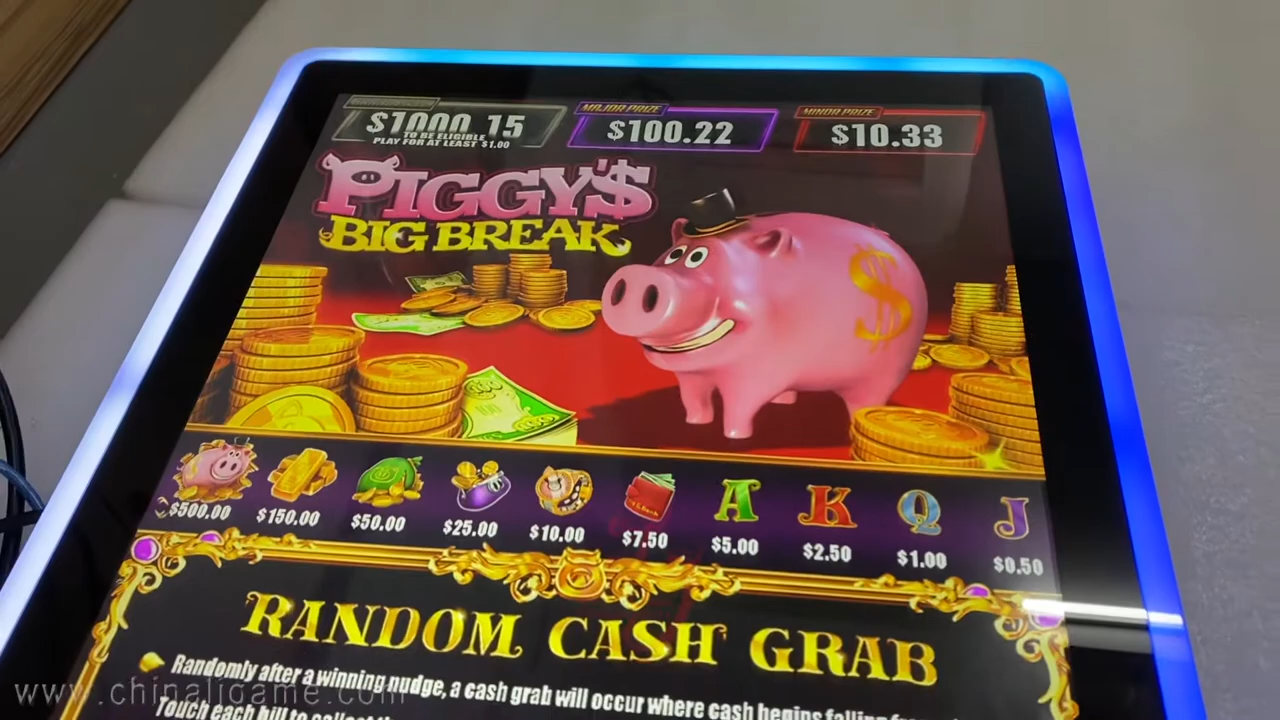 $1000.15
TO BE ELIGIBLE
PLAY FOR AT LEAST $1.00
MAJOR PRIZE
$100.22
MINOR PRIZE
$10.33
PIGGY'$
BIG BREAK
$
$500.00 $150.00 $50.00 $25.00 $10.00 $7.50 $5.00 $2.50 $1.00 $0.50
A K Q J
RANDOM CASH GRAB
Randomly after a winning nudge, a cash grab will occur where cash begins falling
Touch each bill to collect
www.chinaligame.com